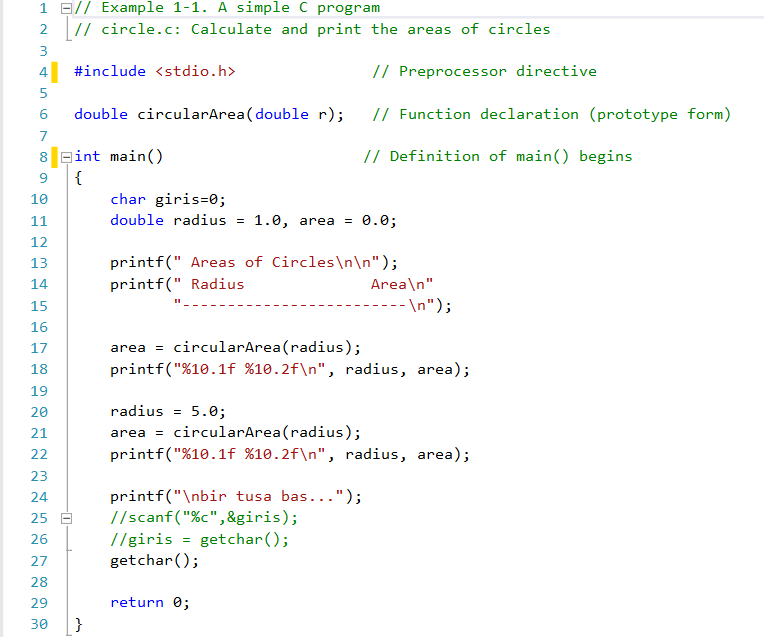 1 // Example 1-1. A simple C program
2 // circle.c: Calculate and print the areas of circles
3
4 #include <stdio.h>               // Preprocessor directive
5
6 double circularArea(double r);   // Function declaration (prototype form)
7
8 int main()                      // Definition of main() begins
9 {
10     char giris=0;
11     double radius = 1.0, area = 0.0;
12
13     printf(" Areas of Circles\n\n");
14     printf(" Radius              Area\n"
15            "-------------------------\n");
16
17     area = circularArea(radius);
18     printf("%10.1f %10.2f\n", radius, area);
19
20     radius = 5.0;
21     area = circularArea(radius);
22     printf("%10.1f %10.2f\n", radius, area);
23
24     printf("\nbir tusa bas...");
25     //scanf("%c",&giris);
26     //giris = getchar();
27     getchar();
28
29     return 0;
30 }